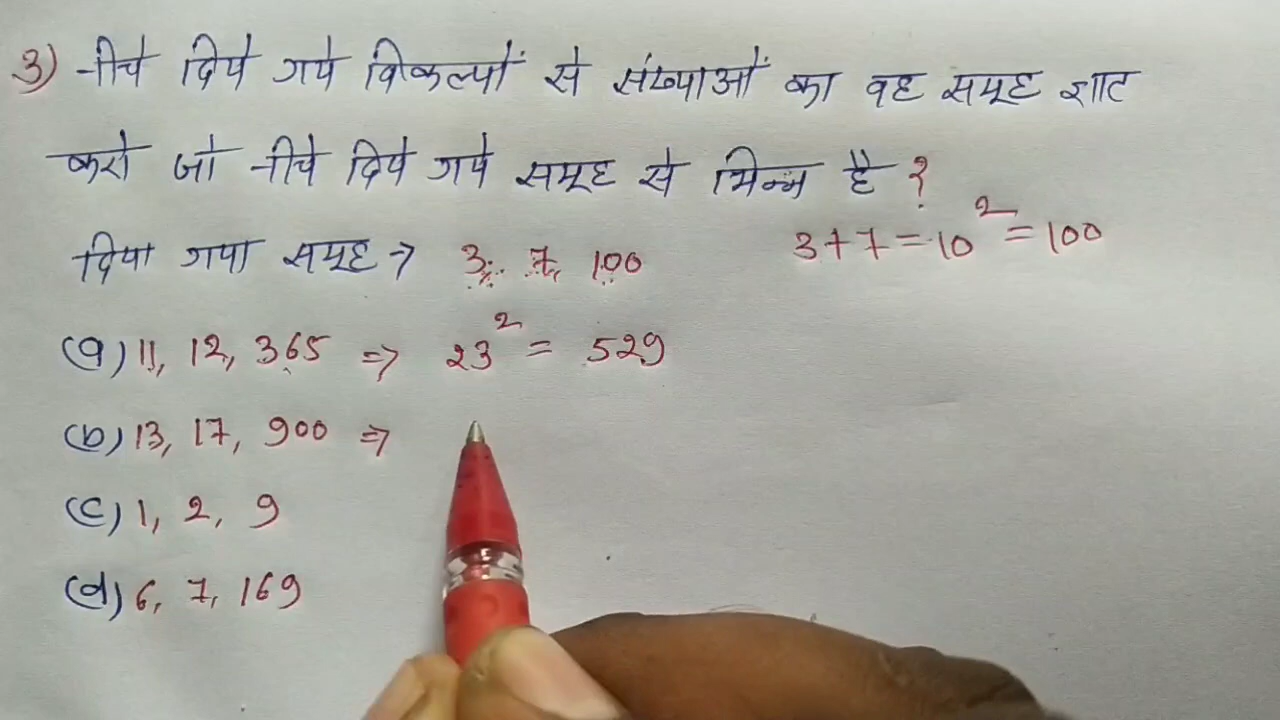 3) नीचे दिये गये विकल्पों से संख्याओं का वह समूह ज्ञात
करो जो नीचे दिये गये समूह से भिन्न है ?
दिया गया समूह → 3, 7, 100 3+7=10² = 100
(a) 11, 12, 365 ⇒ 23² = 529
(b) 13, 17, 900 ⇒
(c) 1, 2, 9
(d) 6, 7, 169